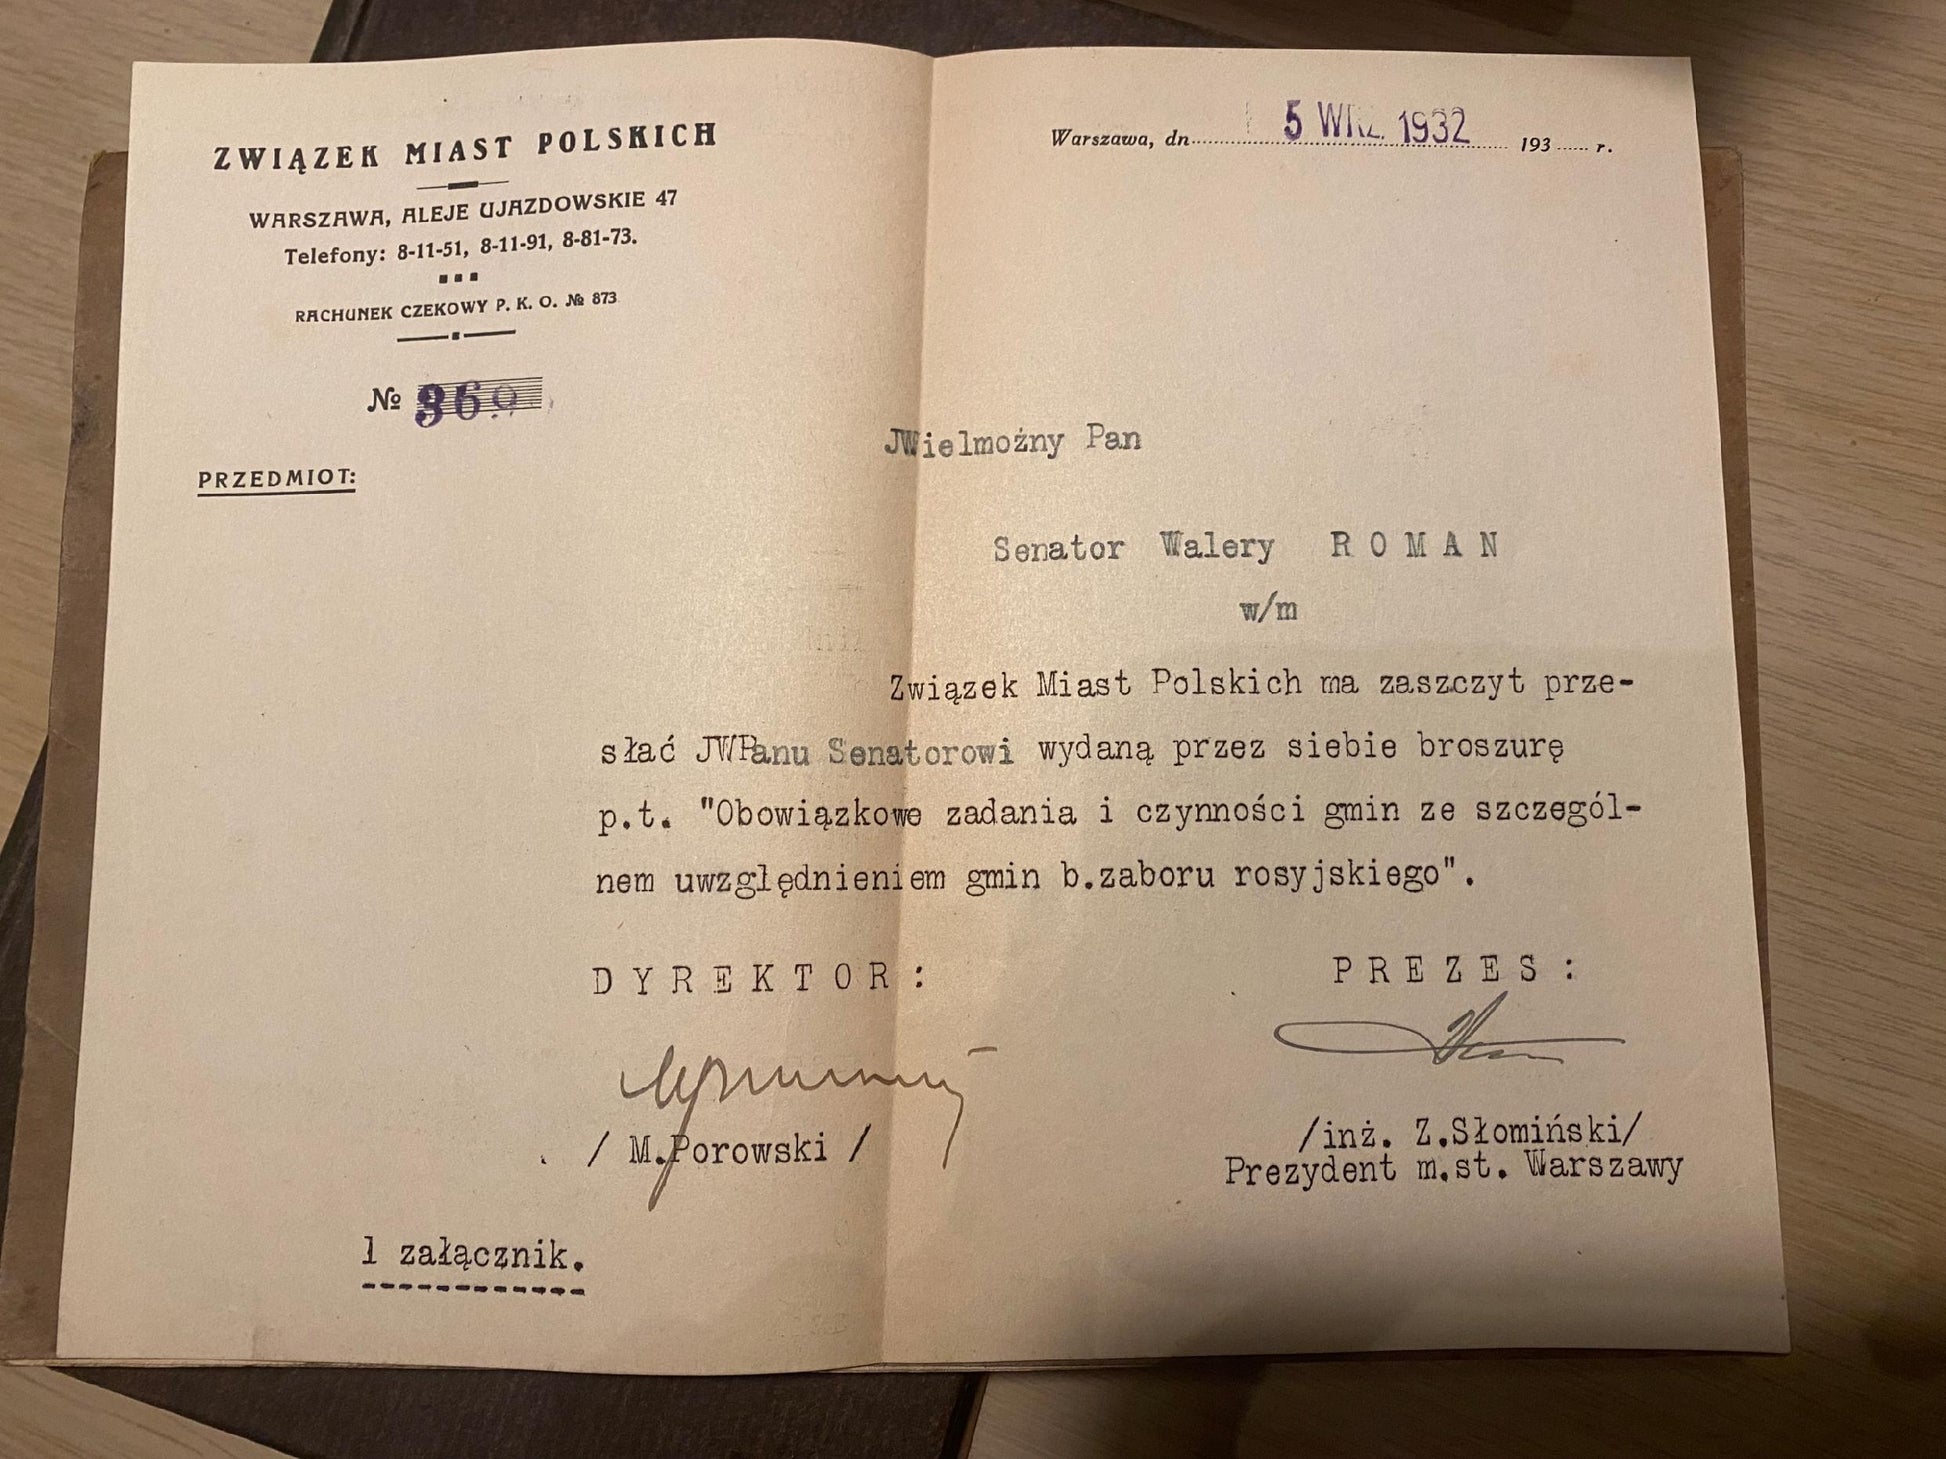 ZWIĄZEK MIAST POLSKICH
WARSZAWA, ALEJE UJAZDOWSKIE 47
Telefony: 8-11-51, 8-11-91, 8-81-73.
RACHUNEK CZEKOWY P. K. O. № 873
№
PRZEDMIOT:
Warszawa, dn. 5 WRZ. 1932 193 r.
JWielmożny Pan
Senator Walery ROMAN
w/m
Związek Miast Polskich ma zaszczyt prze-
słać JWPanu Senatorowi wydaną przez siebie broszurę
p.t. "Obowiązkowe zadania i czynności gmin ze szczegól-
nem uwzględnieniem gmin b.zaboru rosyjskiego".
DYREKTOR:
PREZES:
/ M.Porowski /
/inż. Z.Słomiński/
Prezydent m.st. Warszawy
1 załącznik.